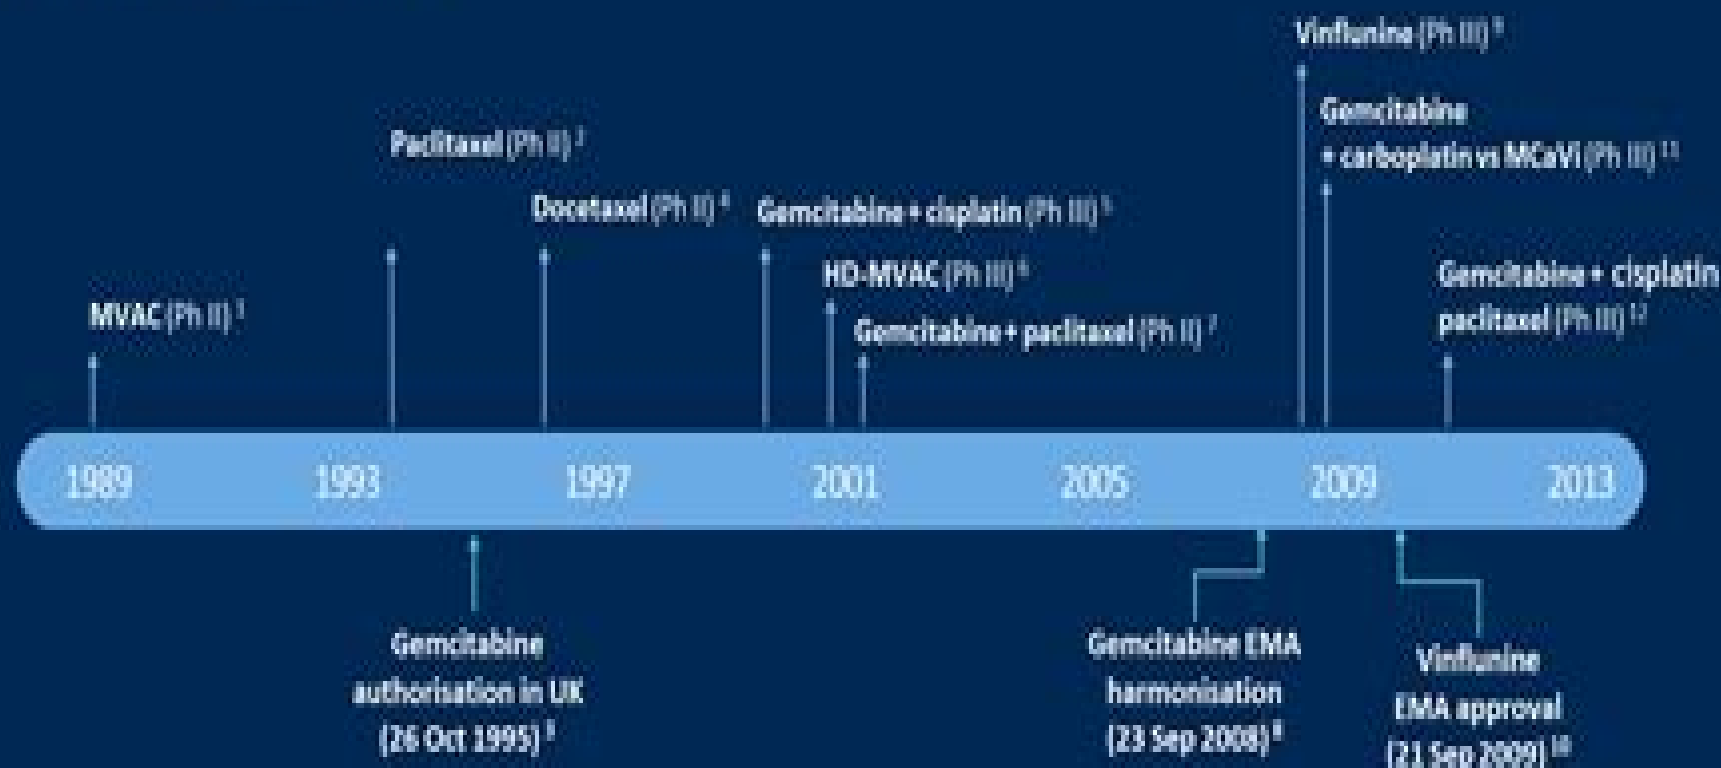 Vinflunine (Ph III) 9
Gemcitabine
+ carboplatin vs MCaVi (Ph III) 11
Paclitaxel (Ph II) 2
Docetaxel (Ph II) 4
Gemcitabine + cisplatin (Ph III) 5
HD-MVAC (Ph III) 6
Gemcitabine + cisplatin
paclitaxel (Ph III) 12
MVAC (Ph II) 1
Gemcitabine + paclitaxel (Ph II) 7
1989 1993 1997 2001 2005 2009 2013
Gemcitabine
authorisation in UK
(26 Oct 1995) 3
Gemcitabine EMA
harmonisation
(23 Sep 2008) 8
Vinflunine
EMA approval
(21 Sep 2009) 10